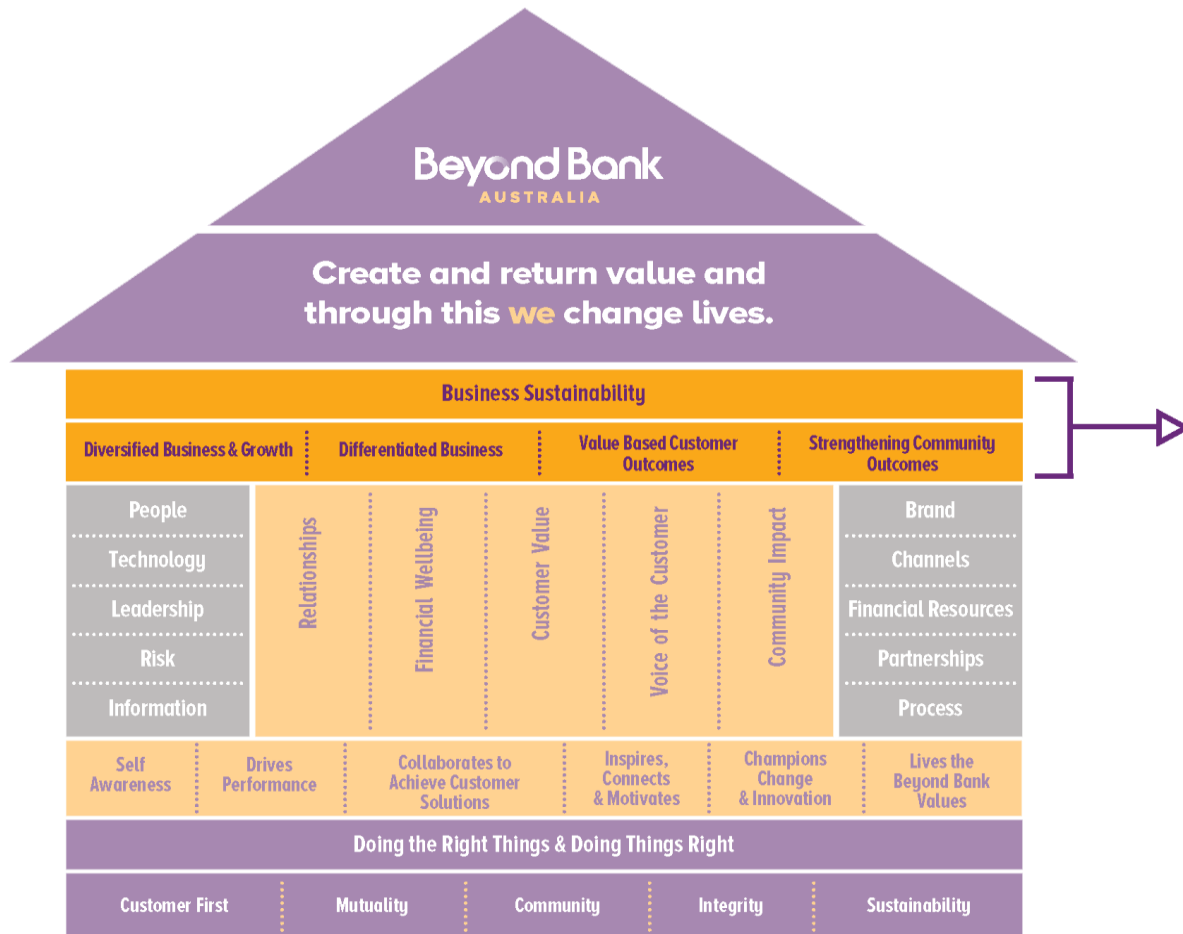 Beyond Bank
AUSTRALIA
Create and return value and
through this we change lives.
Business Sustainability
Diversified Business & Growth
Differentiated Business
Value Based Customer
Outcomes
Strengthening Community
Outcomes
People
Technology
Leadership
Risk
Information
Relationships
Financial Wellbeing
Customer Value
Voice of the Customer
Community Impact
Brand
Channels
Financial Resources
Partnerships
Process
Self
Awareness
Drives
Performance
Collaborates to
Achieve Customer
Solutions
Inspires,
Connects
& Motivates
Champions
Change
& Innovation
Lives the
Beyond Bank
Values
Doing the Right Things & Doing Things Right
Customer First
Mutuality
Community
Integrity
Sustainability